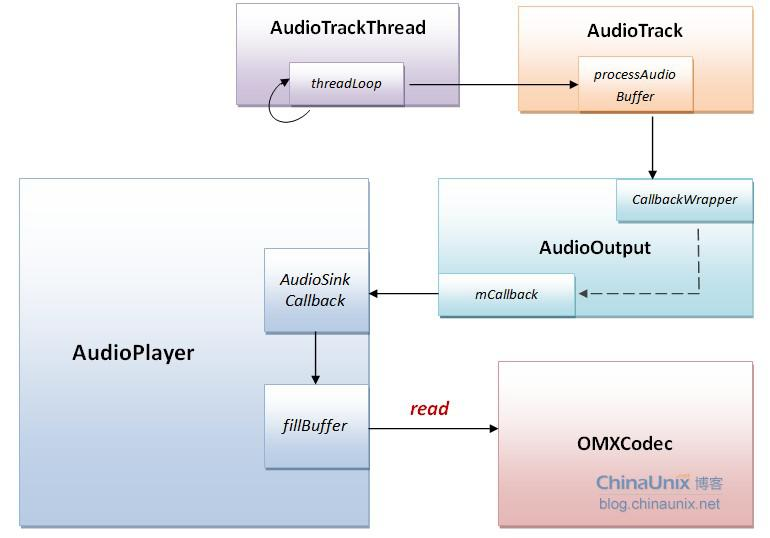 AudioTrackThread
threadLoop
AudioTrack
processAudio
Buffer
CallbackWrapper
AudioOutput
mCallback
AudioSink
Callback
AudioPlayer
fillBuffer
read
OMXCodec
ChinaUnix 博客
blog.chinaunix.net